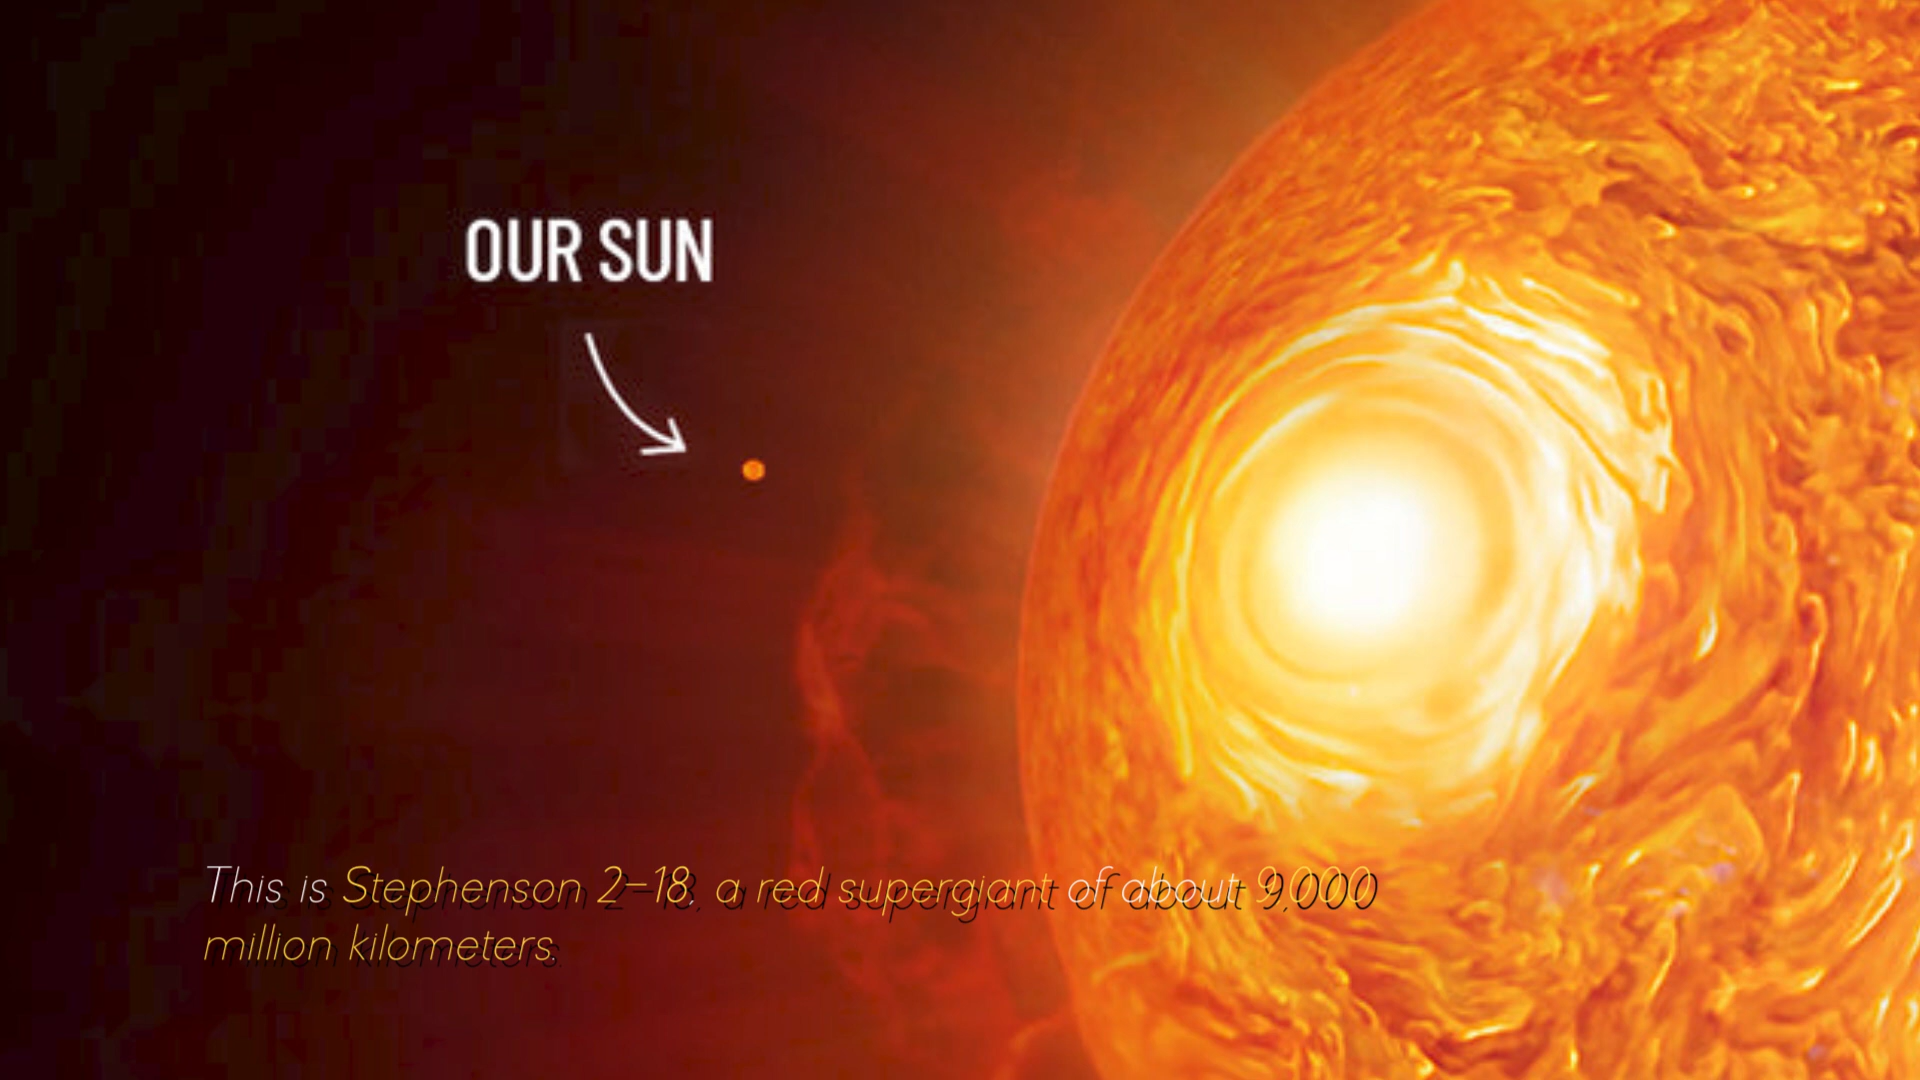 OUR SUN
This is Stephenson 2-18, a red supergiant of about 9,000
million kilometers.